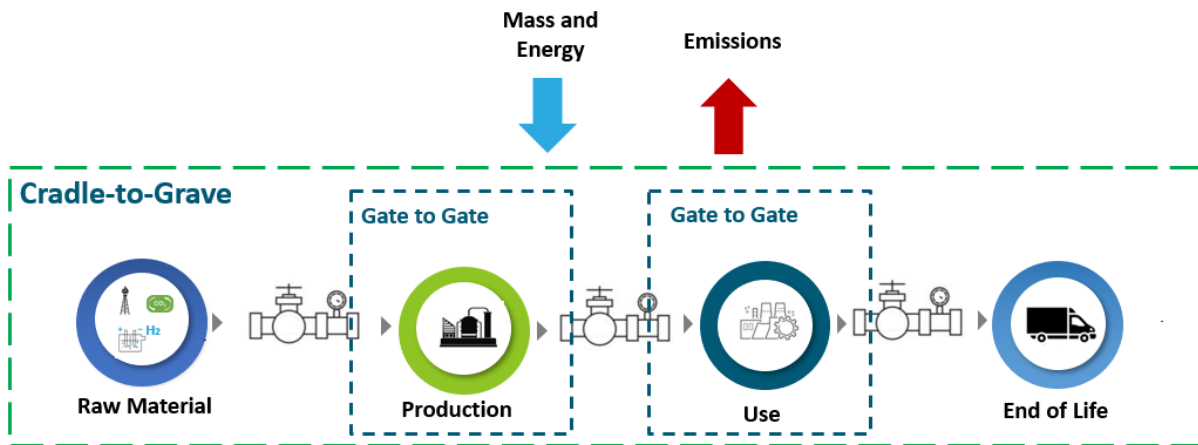 Mass and
Energy
Emissions
Cradle-to-Grave
Gate to Gate
Gate to Gate
CO₂
+ - H₂
Raw Material
Production
Use
End of Life